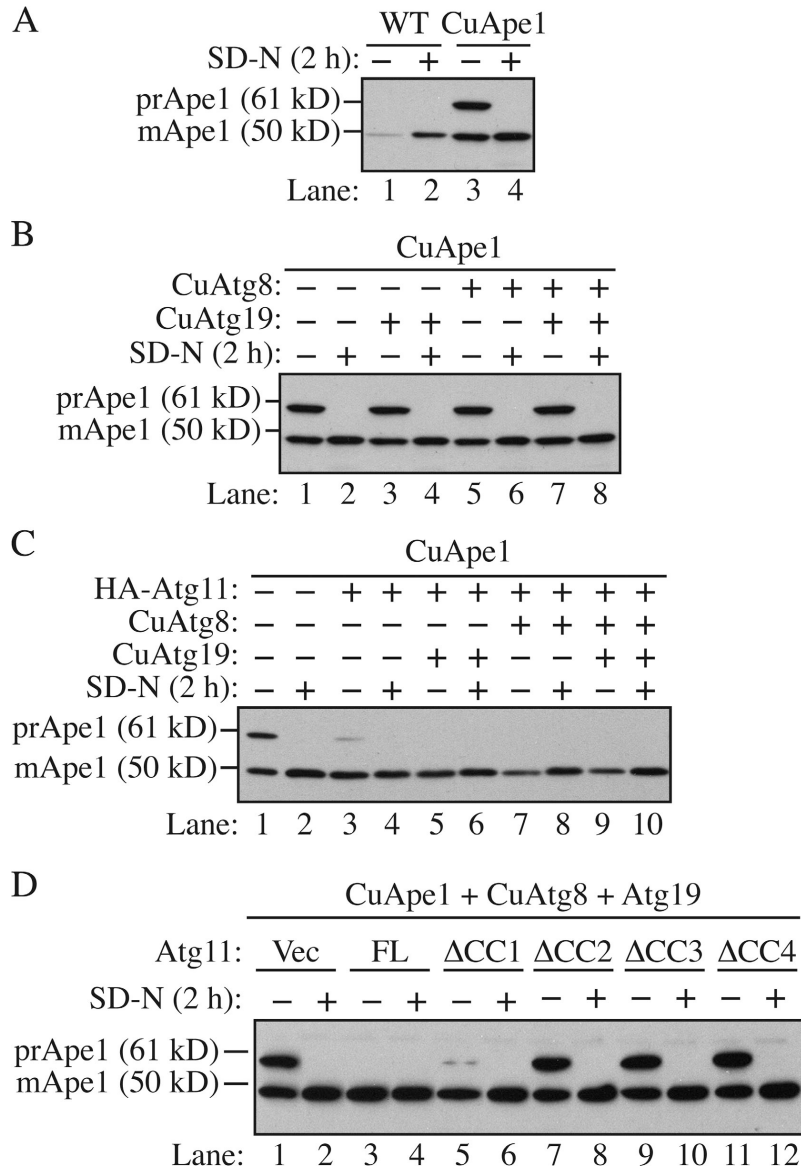 A
WT CuApe1
SD-N (2 h): − + − +
prApe1 (61 kD)
mApe1 (50 kD)
Lane: 1 2 3 4
B
CuApe1
CuAtg8: − − − − + + + +
CuAtg19: − − + + − − + +
SD-N (2 h): − + − + − + − +
prApe1 (61 kD)
mApe1 (50 kD)
Lane: 1 2 3 4 5 6 7 8
C
CuApe1
HA-Atg11: − − + + + + + + + +
CuAtg8: − − − − − − + + + +
CuAtg19: − − − − + + − − + +
SD-N (2 h): − + − + − + − + − +
prApe1 (61 kD)
mApe1 (50 kD)
Lane: 1 2 3 4 5 6 7 8 9 10
D
CuApe1 + CuAtg8 + Atg19
Atg11: Vec FL ΔCC1 ΔCC2 ΔCC3 ΔCC4
SD-N (2 h): − + − + − + − + − + − +
prApe1 (61 kD)
mApe1 (50 kD)
Lane: 1 2 3 4 5 6 7 8 9 10 11 12